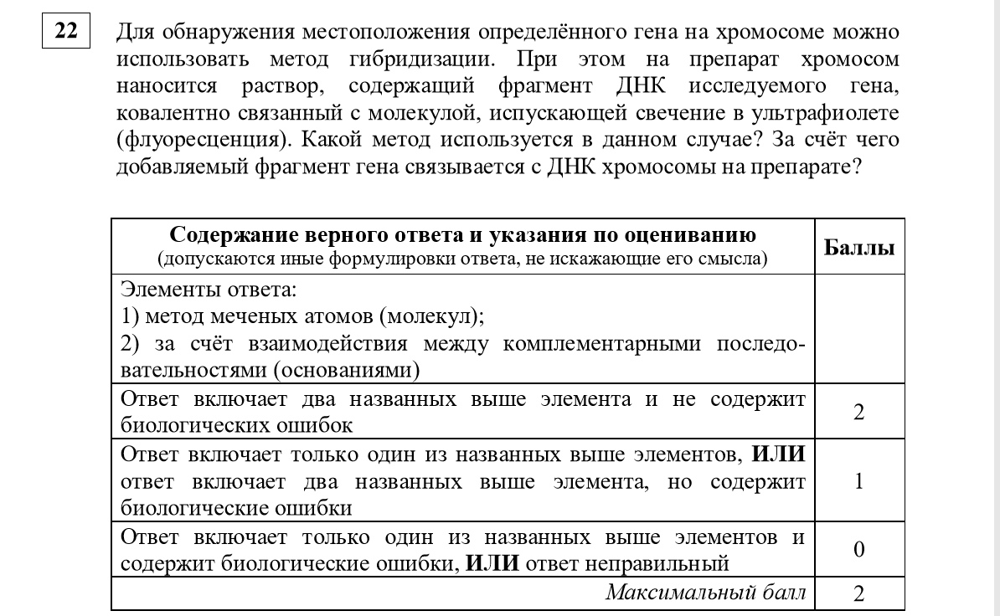 22
Для обнаружения местоположения определённого гена на хромосоме можно
использовать метод гибридизации. При этом на препарат хромосом
наносится раствор, содержащий фрагмент ДНК исследуемого гена,
ковалентно связанный с молекулой, испускающей свечение в ультрафиолете
(флуоресценция). Какой метод используется в данном случае? За счёт чего
добавляемый фрагмент гена связывается с ДНК хромосомы на препарате?
Содержание верного ответа и указания по оцениванию
(допускаются иные формулировки ответа, не искажающие его смысла)
Баллы
Элементы ответа:
1) метод меченых атомов (молекул);
2) за счёт взаимодействия между комплементарными последо-
вательностями (основаниями)
Ответ включает два названных выше элемента и не содержит
биологических ошибок
2
Ответ включает только один из названных выше элементов, ИЛИ
ответ включает два названных выше элемента, но содержит
биологические ошибки
1
Ответ включает только один из названных выше элементов и
содержит биологические ошибки, ИЛИ ответ неправильный
0
Максимальный балл
2